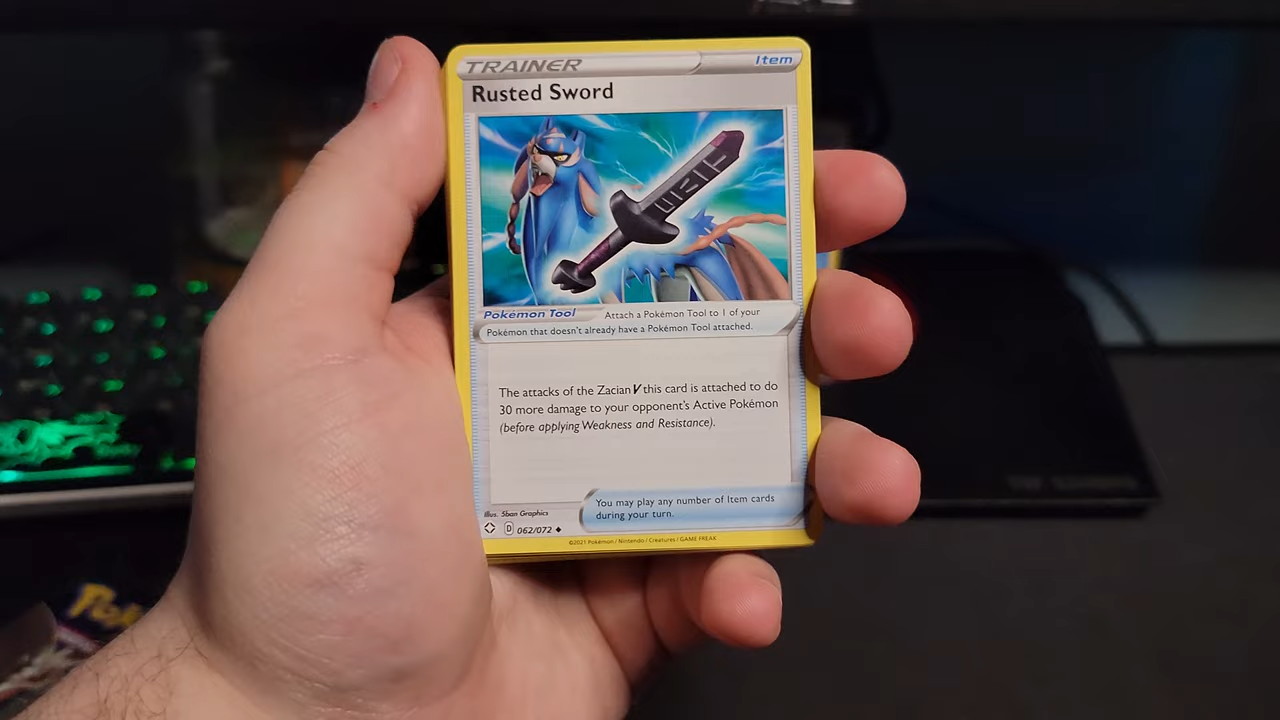 TRAINER
Item
Rusted Sword
Pokémon Tool
Attach a Pokémon Tool to 1 of your
Pokémon that doesn't already have a Pokémon Tool attached.
The attacks of the Zacian V this card is attached to do
30 more damage to your opponent's Active Pokémon
(before applying Weakness and Resistance).
You may play any number of Item cards
during your turn.
Illus. 5ban Graphics
D 062/072
©2021 Pokémon / Nintendo / Creatures / GAME FREAK